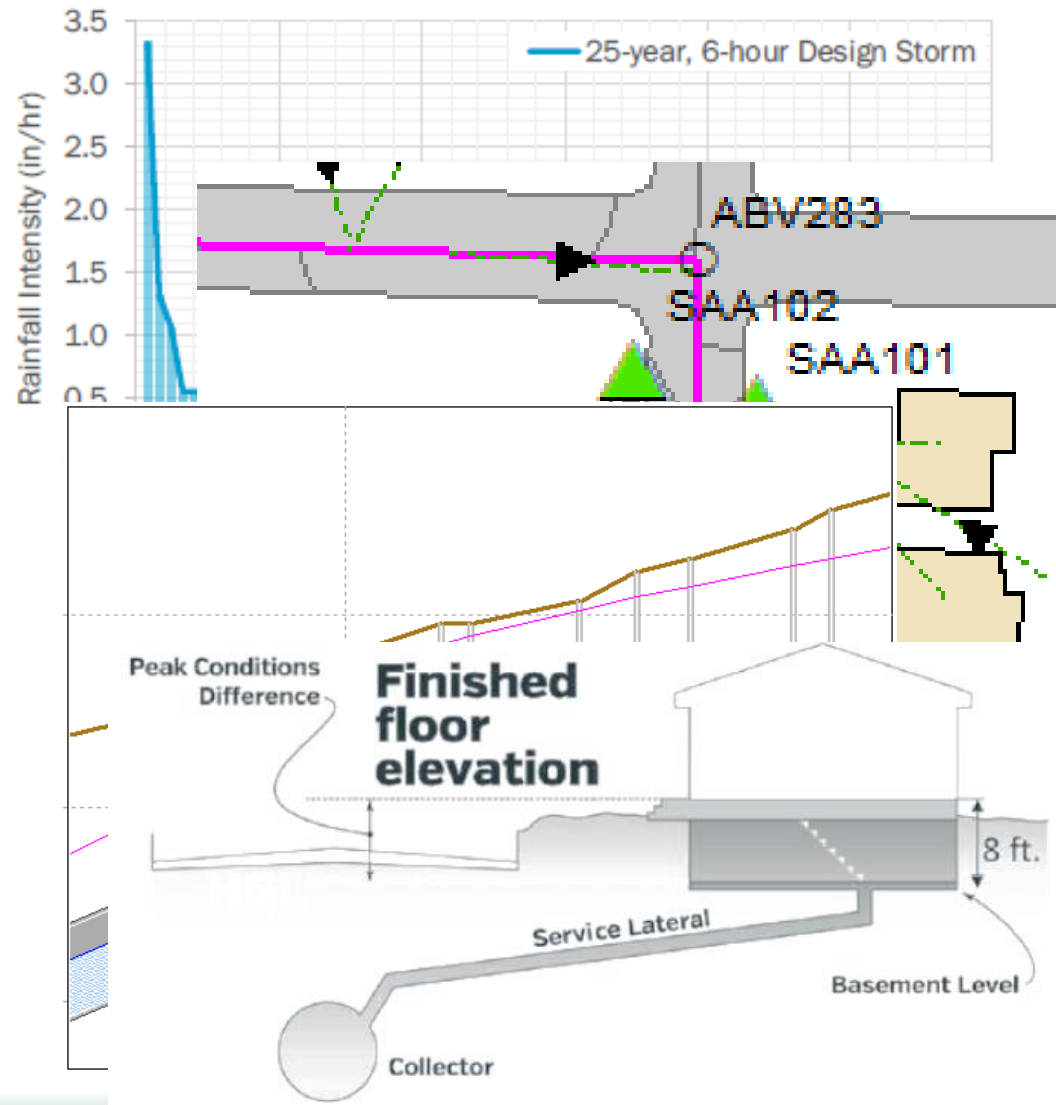 3.5
25-year, 6-hour Design Storm
3.0
2.5
2.0
1.5
1.0
0.5
Rainfall Intensity (in/hr)
ABV283
SAA102
SAA101
Peak Conditions
Difference
Finished
floor
elevation
8 ft.
Service Lateral
Basement Level
Collector